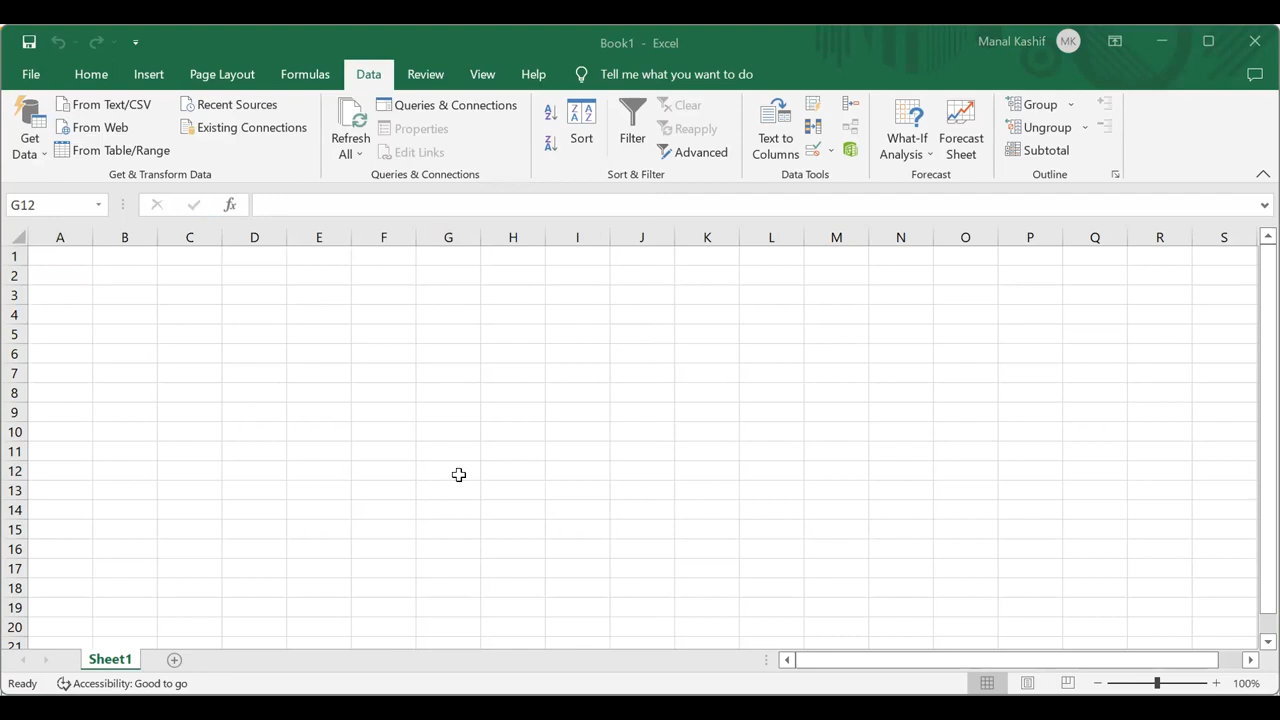 Book1 - Excel
Manal Kashif MK
File Home Insert Page Layout Formulas Data Review View Help Tell me what you want to do
Get Data
From Text/CSV
From Web
From Table/Range
Recent Sources
Existing Connections
Get & Transform Data
Refresh All
Queries & Connections
Properties
Edit Links
Queries & Connections
Sort
Filter
Clear
Reapply
Advanced
Sort & Filter
Text to Columns
Data Tools
What-If Analysis
Forecast Sheet
Forecast
Group
Ungroup
Subtotal
Outline
G12 fx
A B C D E F G H I J K L M N O P Q R S
1
2
3
4
5
6
7
8
9
10
11
12
13
14
15
16
17
18
19
20
21
Sheet1
Ready Accessibility: Good to go 100%